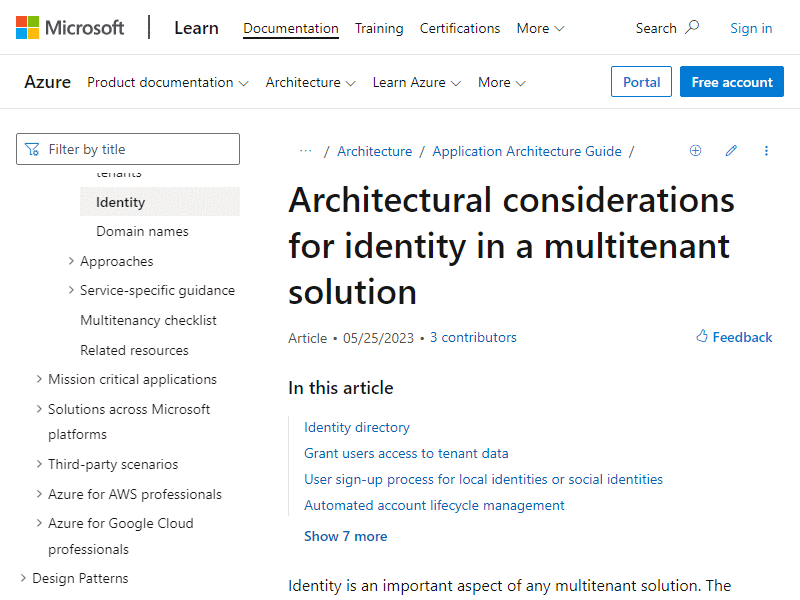 Microsoft
Learn
Documentation
Training
Certifications
More
Search
Sign in
Azure
Product documentation
Architecture
Learn Azure
More
Portal
Free account
Filter by title
tenants
Identity
Domain names
Approaches
Service-specific guidance
Multitenancy checklist
Related resources
Mission critical applications
Solutions across Microsoft
platforms
Third-party scenarios
Azure for AWS professionals
Azure for Google Cloud
professionals
Design Patterns
... / Architecture / Application Architecture Guide /
Architectural considerations
for identity in a multitenant
solution
Article • 05/25/2023 • 3 contributors
Feedback
In this article
Identity directory
Grant users access to tenant data
User sign-up process for local identities or social identities
Automated account lifecycle management
Show 7 more
Identity is an important aspect of any multitenant solution. The